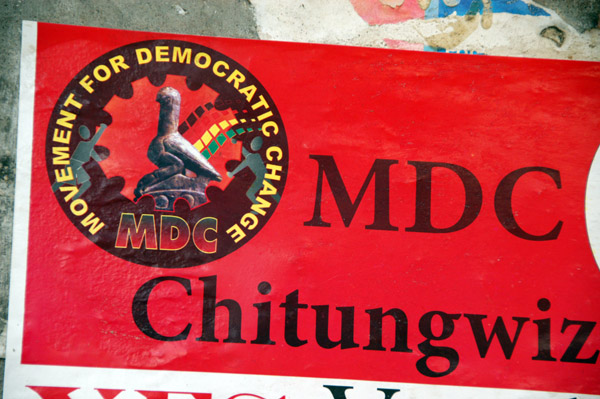 MOVEMENT FOR DEMOCRATIC CHANGE
MDC
MDC
Chitungwiz